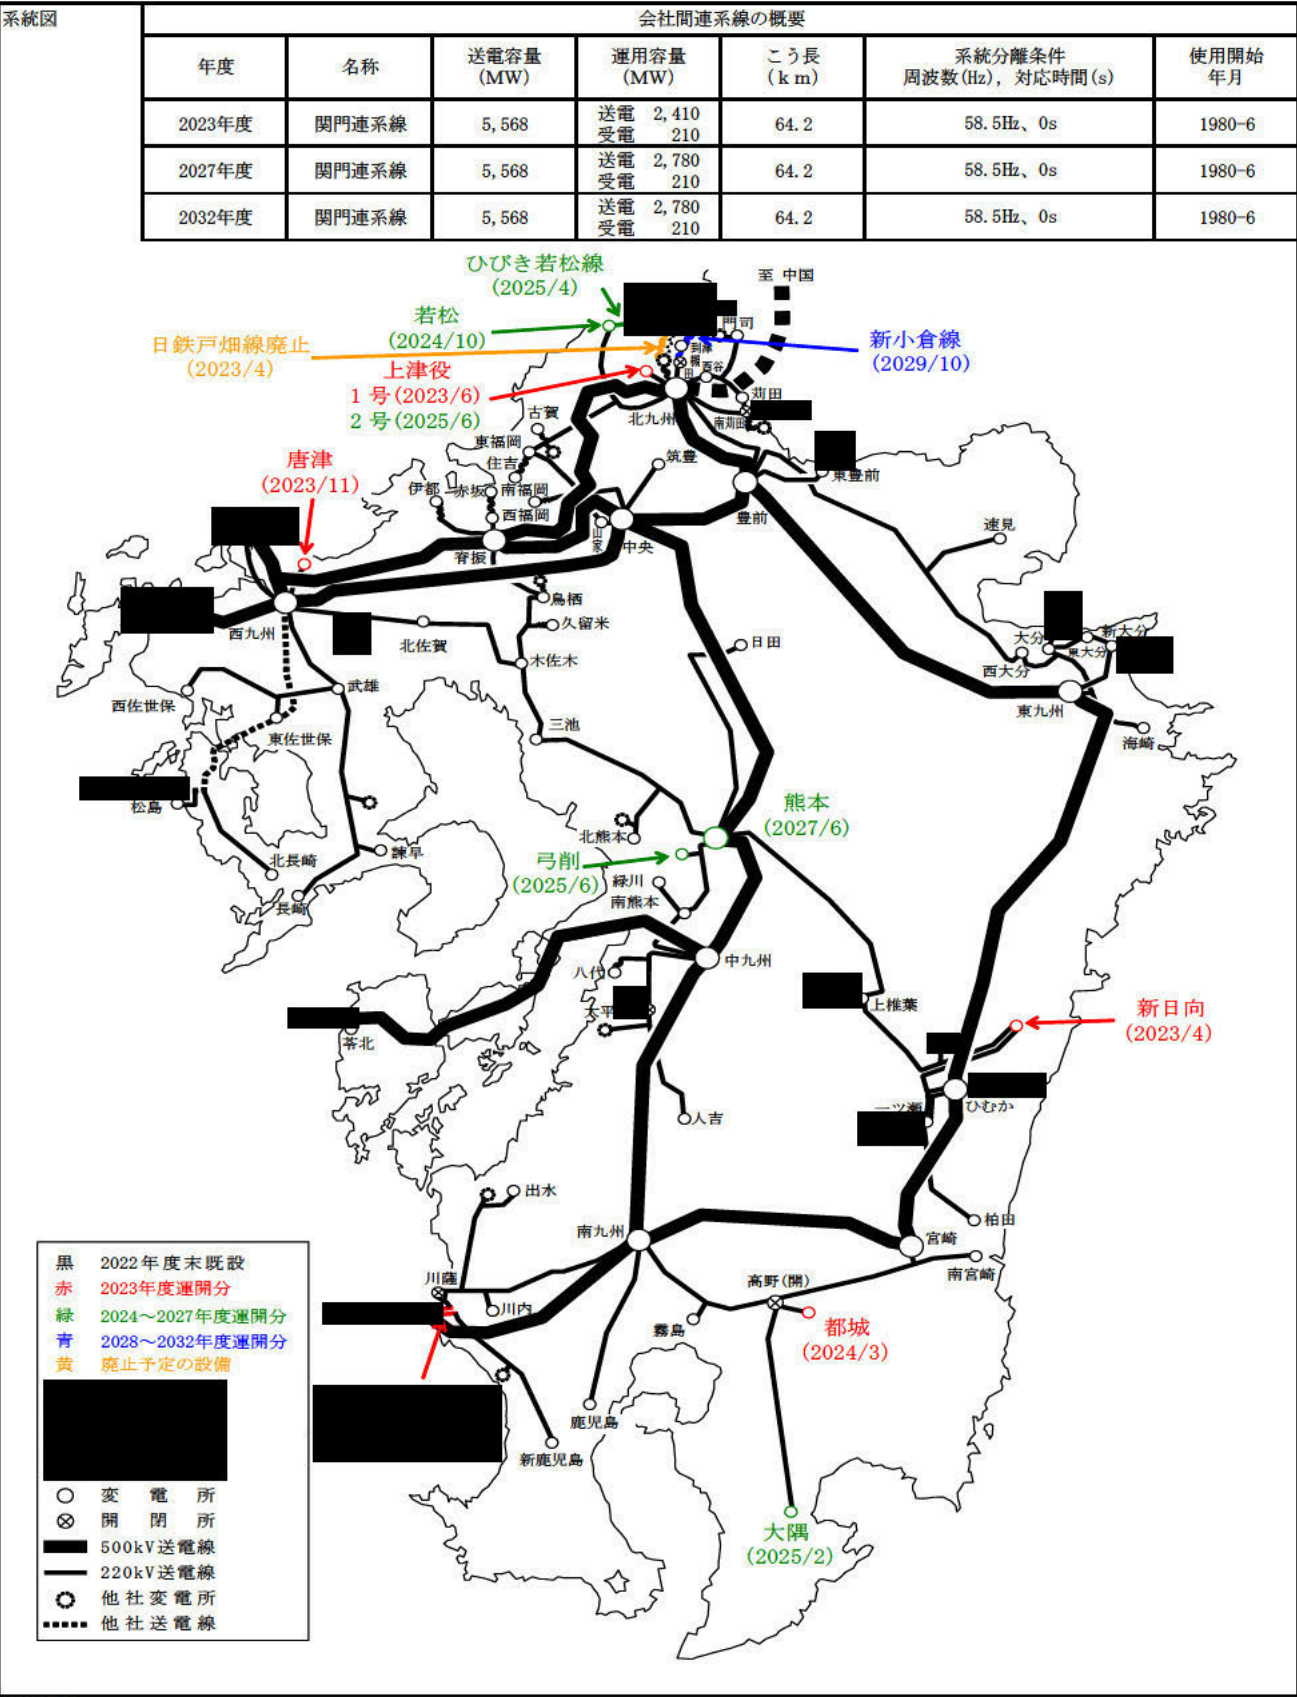 系統図
会社間連系線の概要
年度 名称 送電容量(MW) 運用容量(MW) こう長(km) 系統分離条件 周波数(Hz), 対応時間(s) 使用開始年月
2023年度 関門連系線 5,568 送電 2,410 受電 210 64.2 58.5Hz、0s 1980-6
2027年度 関門連系線 5,568 送電 2,780 受電 210 64.2 58.5Hz、0s 1980-6
2032年度 関門連系線 5,568 送電 2,780 受電 210 64.2 58.5Hz、0s 1980-6
ひびき若松線
(2025/4)
至 中国
若松
(2024/10)
門司
日鉄戸畑線廃止
(2023/4)
到津
新小倉線
(2029/10)
西谷
上津役
1号(2023/6)
2号(2025/6)
苅田
北九州
南苅田
古賀
東福岡
住吉
筑豊
東豊前
唐津
(2023/11)
伊都
赤坂
南福岡
西福岡
豊前
速見
山家
中央
脊振
鳥栖
久留米
西九州
北佐賀
木佐木
日田
大分
新大分
東大分
西大分
東九州
海崎
武雄
西佐世保
東佐世保
三池
松島
熊本
(2027/6)
北熊本
諫早
北長崎
長崎
弓削
(2025/6)
緑川
南熊本
中九州
八代
大平
上椎葉
苓北
新日向
(2023/4)
人吉
一ツ瀬
ひむか
出水
柏田
南九州
宮崎
南宮崎
川薩
川内
高野(開)
霧島
都城
(2024/3)
鹿児島
新鹿児島
大隅
(2025/2)
黒 2022年度末既設
赤 2023年度運開分
緑 2024～2027年度運開分
青 2028～2032年度運開分
黄 廃止予定の設備
変電所
開閉所
500kV送電線
220kV送電線
他社変電所
他社送電線